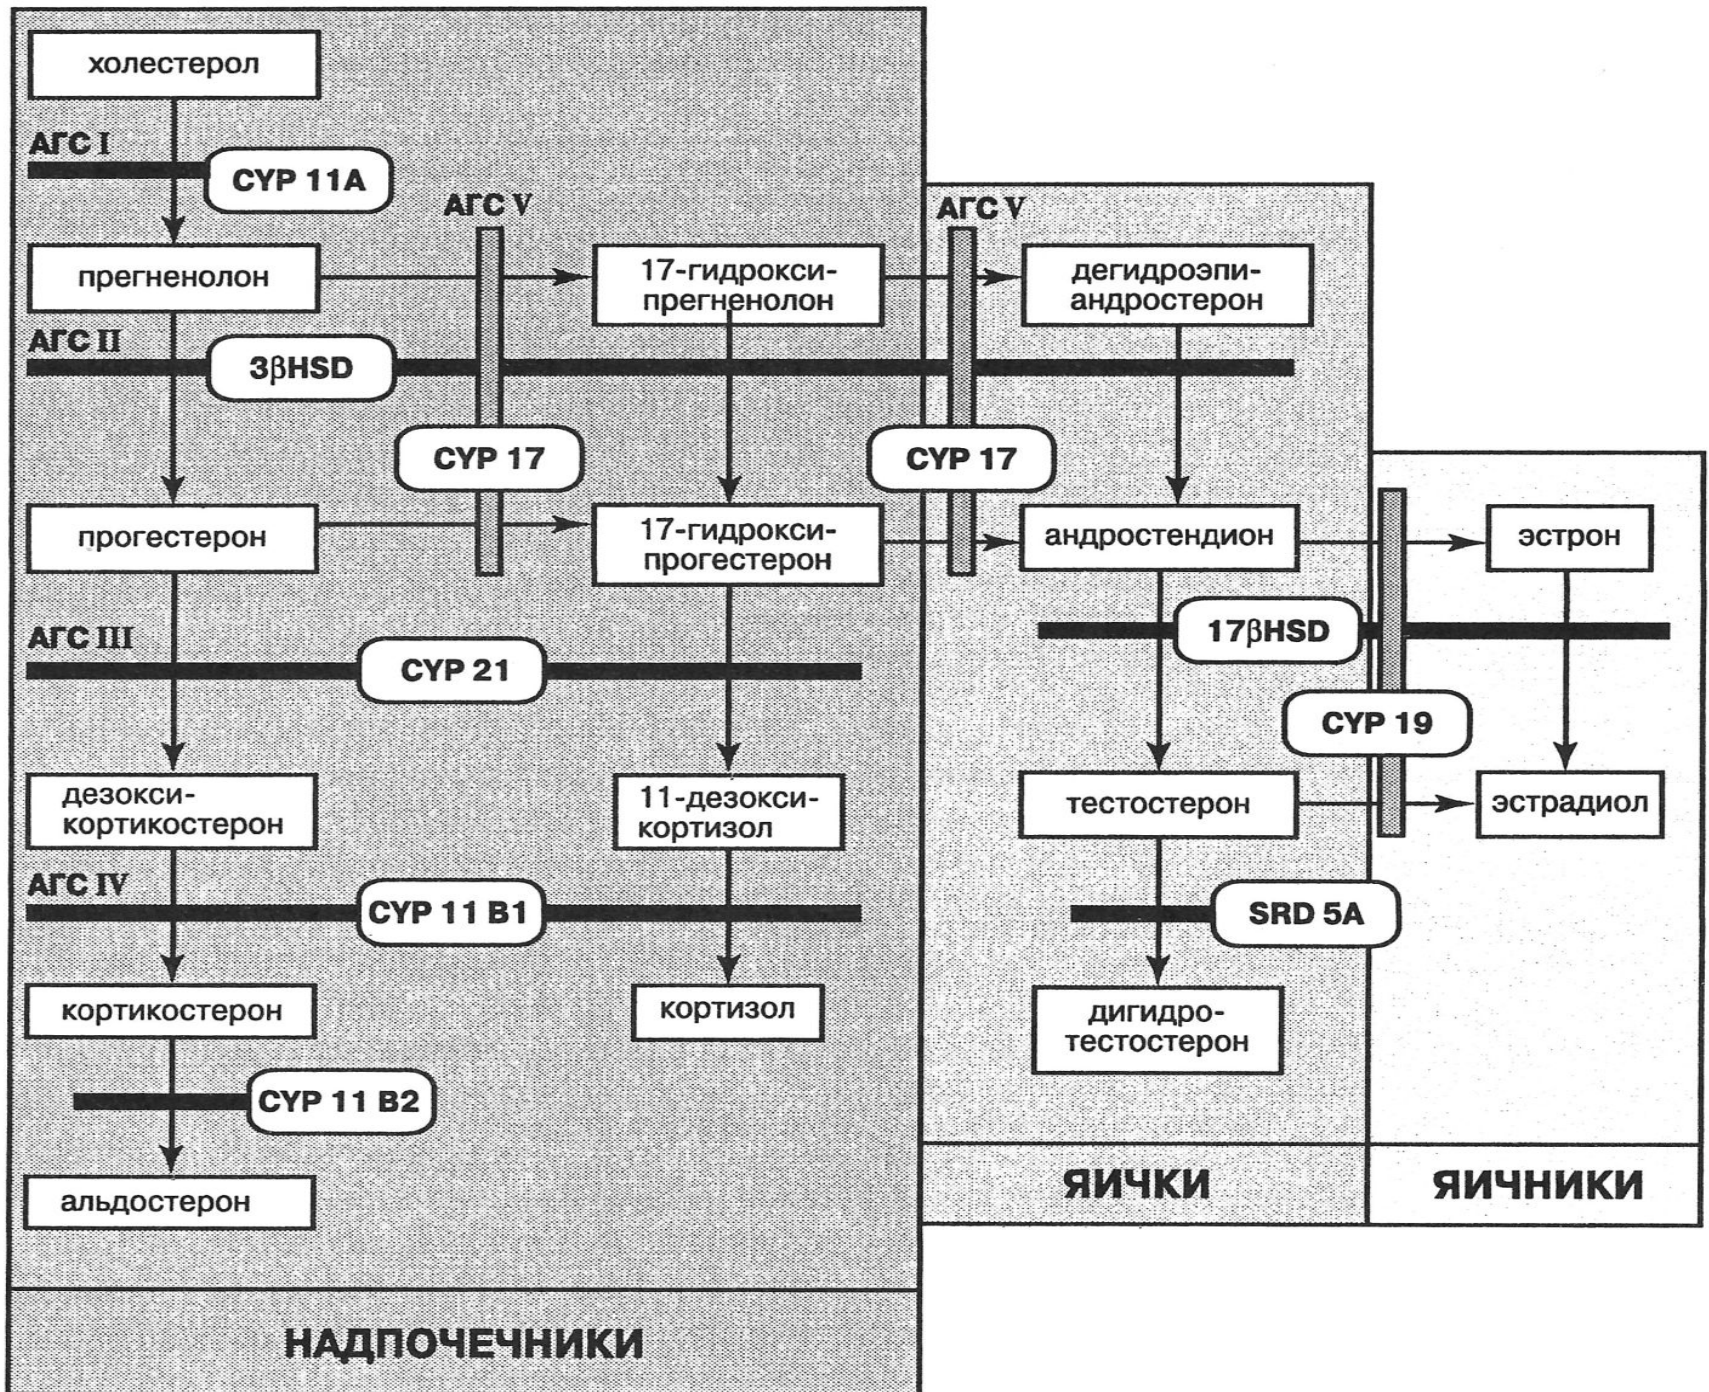 холестерол
АГС I
CYP 11A
АГС V
АГС V
прегненолон
17-гидрокси-
прегненолон
дегидроэпи-
андростерон
АГС II
3βHSD
CYP 17
CYP 17
прогестерон
17-гидрокси-
прогестерон
андростендион
эстрон
АГС III
17βHSD
CYP 21
CYP 19
дезокси-
кортикостерон
11-дезокси-
кортизол
тестостерон
эстрадиол
АГС IV
CYP 11 B1
SRD 5A
кортикостерон
кортизол
дигидро-
тестостерон
CYP 11 B2
альдостерон
ЯИЧКИ
ЯИЧНИКИ
НАДПОЧЕЧНИКИ